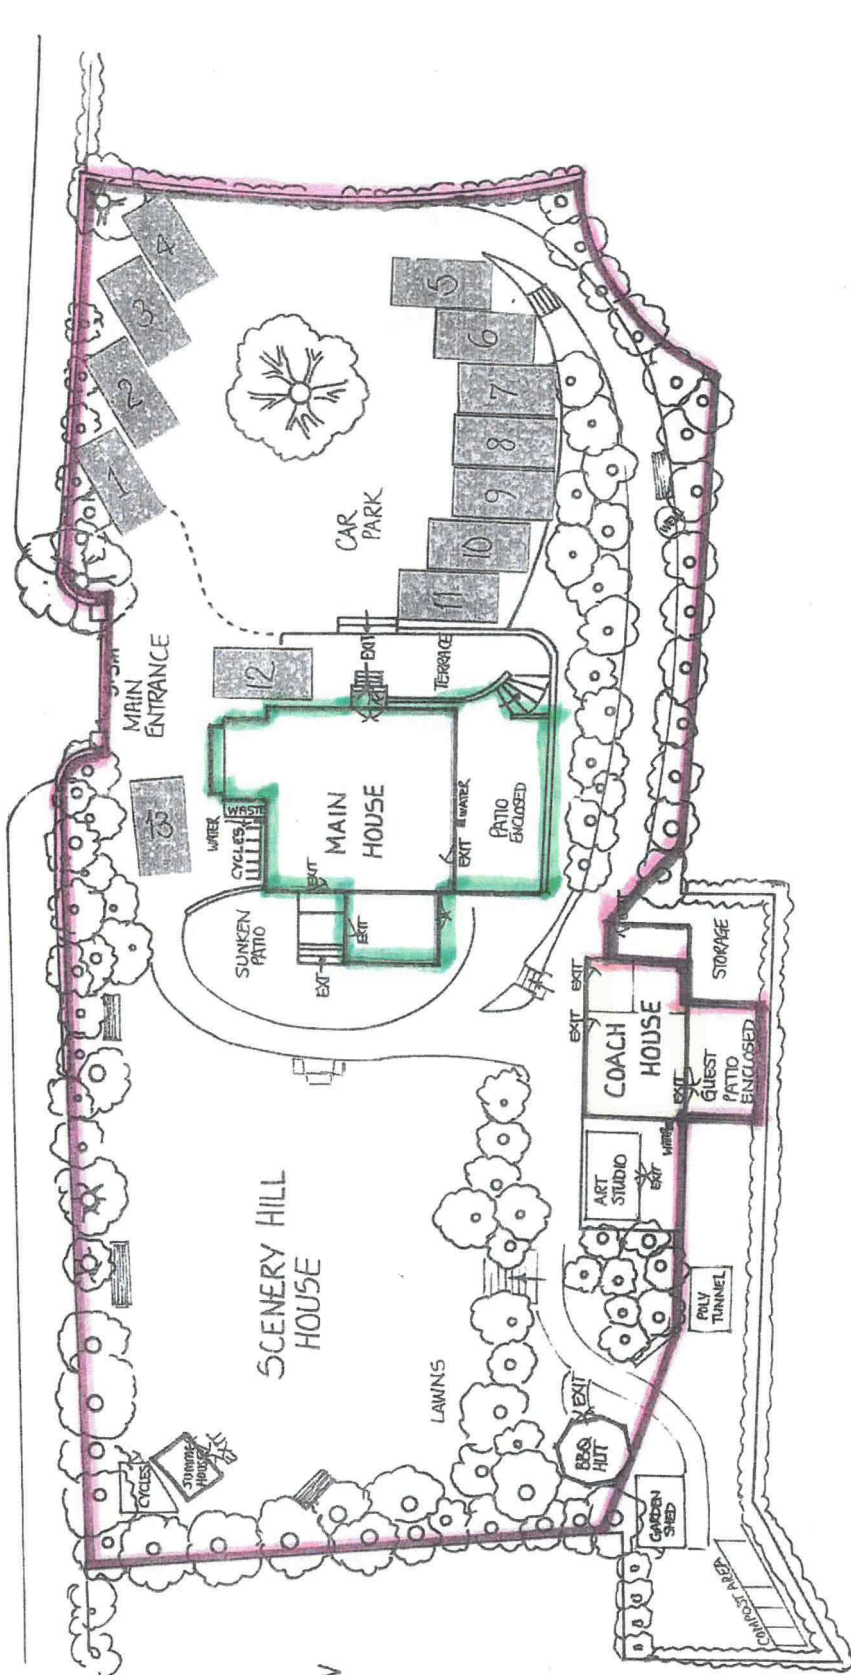 4
3
2
1
5
6
7
8
9
10
11
12
13
CAR
PARK
MAIN
ENTRANCE
EXIT
TERRACE
WATER
CYCLES
WASTE
MAIN
HOUSE
EXIT
EXIT
WATER
PATIO
ENCLOSED
SUNKEN
PATIO
EXIT
EXIT
STORAGE
EXIT
EXIT
COACH
HOUSE
EXIT
GUEST
PATIO
ENCLOSED
WATER
ART
STUDIO
EXIT
SCENERY HILL
HOUSE
POLY
TUNNEL
LAWNS
EXIT
BBQ
HUT
CYCLES
SUMMER
HOUSE
EXIT
GARDEN
SHED
COMPOST AREA